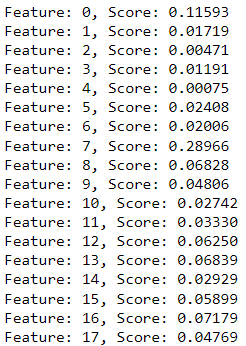 Feature: 0, Score: 0.11593
Feature: 1, Score: 0.01719
Feature: 2, Score: 0.00471
Feature: 3, Score: 0.01191
Feature: 4, Score: 0.00075
Feature: 5, Score: 0.02408
Feature: 6, Score: 0.02006
Feature: 7, Score: 0.28966
Feature: 8, Score: 0.06828
Feature: 9, Score: 0.04806
Feature: 10, Score: 0.02742
Feature: 11, Score: 0.03330
Feature: 12, Score: 0.06250
Feature: 13, Score: 0.06839
Feature: 14, Score: 0.02929
Feature: 15, Score: 0.05899
Feature: 16, Score: 0.07179
Feature: 17, Score: 0.04769